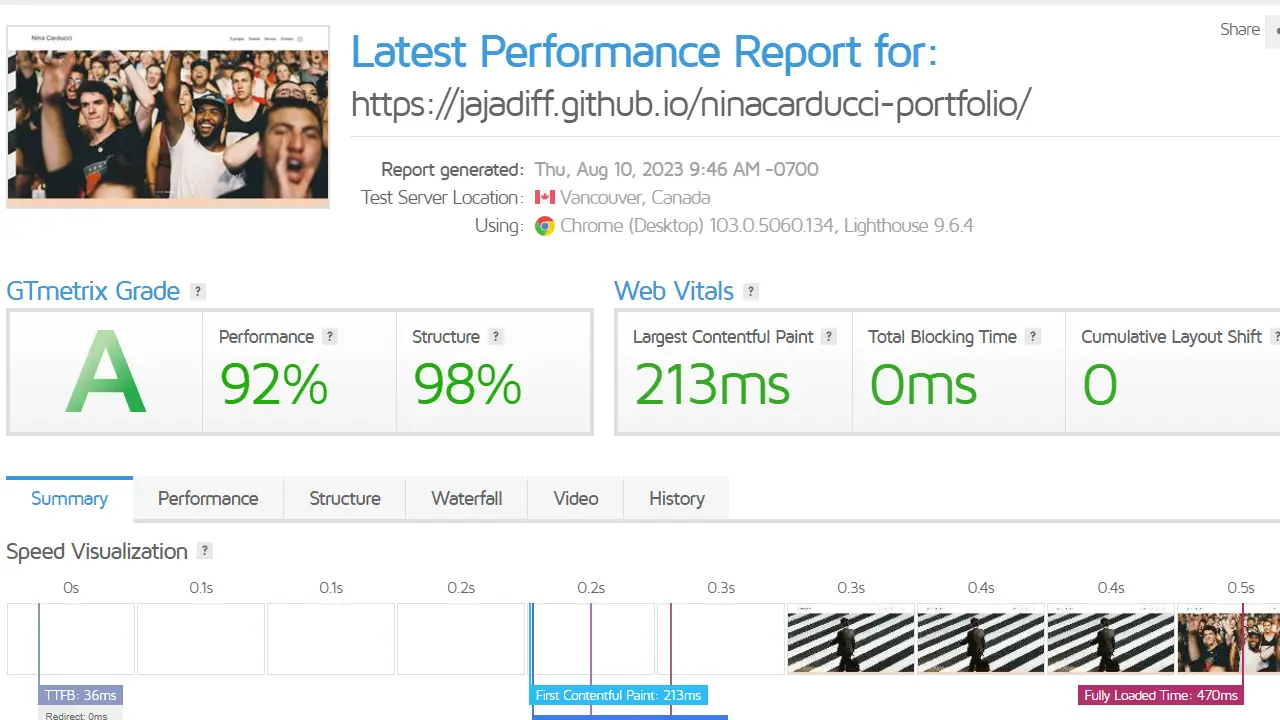 Share
Nina Carducci
Latest Performance Report for:
https://jajadiff.github.io/ninacarducci-portfolio/
Report generated: Thu, Aug 10, 2023 9:46 AM -0700
Test Server Location: Vancouver, Canada
Using: Chrome (Desktop) 103.0.5060.134, Lighthouse 9.6.4
GTmetrix Grade ?
Web Vitals ?
A
Performance ?
92%
Structure ?
98%
Largest Contentful Paint ?
213ms
Total Blocking Time ?
0ms
Cumulative Layout Shift ?
0
Summary Performance Structure Waterfall Video History
Speed Visualization ?
0s 0.1s 0.1s 0.2s 0.2s 0.3s 0.3s 0.4s 0.4s 0.5s
TTFB: 36ms
First Contentful Paint: 213ms
Fully Loaded Time: 470ms
Redirect: 0ms